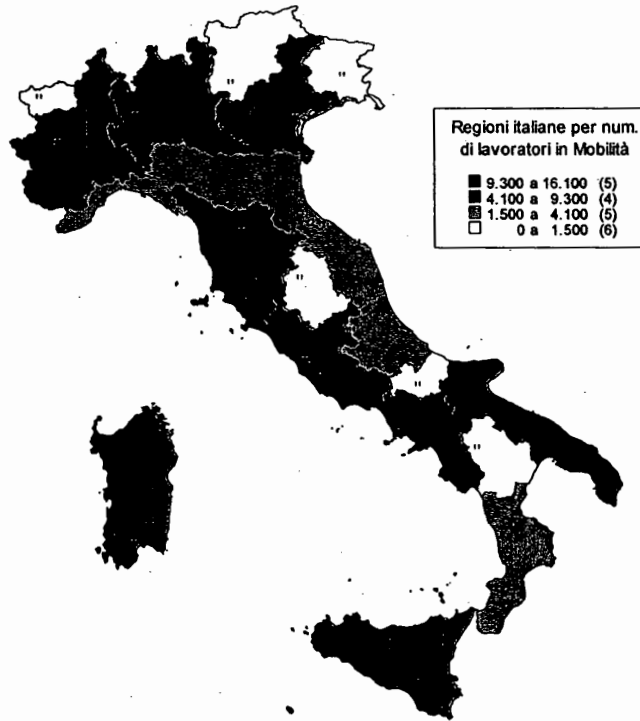 Regioni italiane per num.
di lavoratori in Mobilità
9.300 a 16.100 (5)
4.100 a 9.300 (4)
1.500 a 4.100 (5)
0 a 1.500 (6)
"
"
"
"
"
"